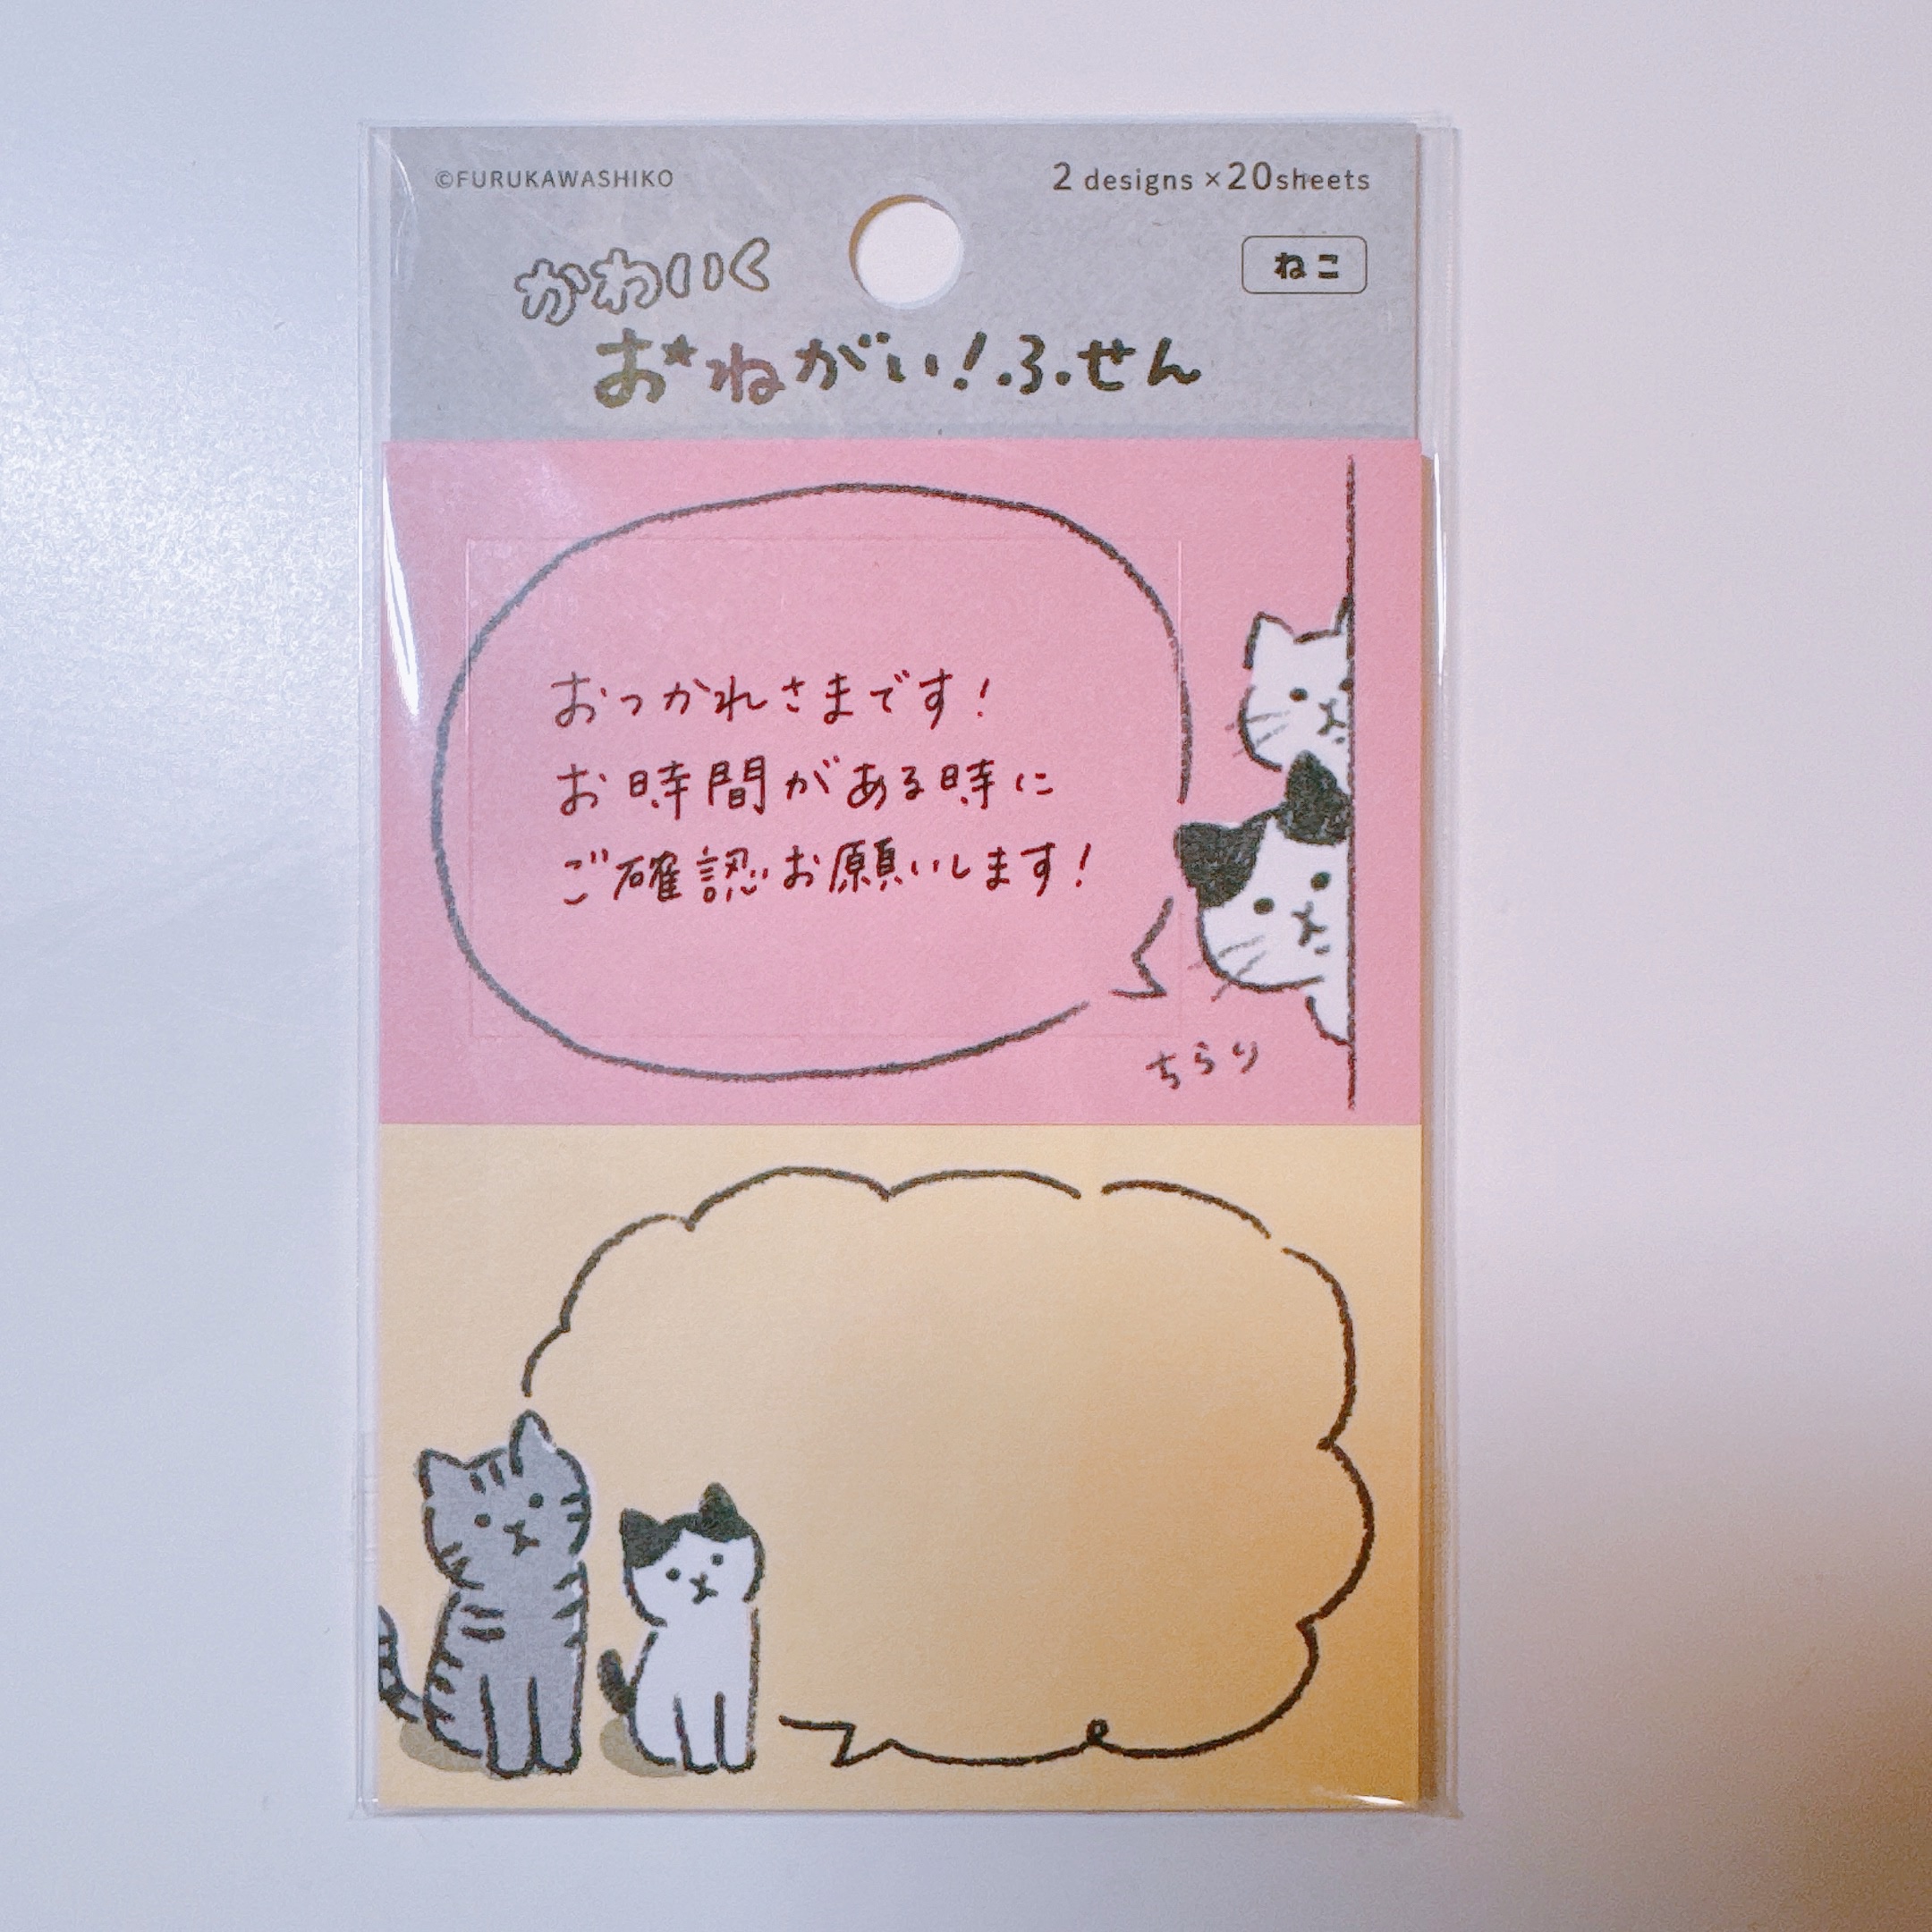 ©FURUKAWASHIKO
2 designs ×20sheets
ねこ
かわいく
おねがい！ふせん
おつかれさまです！
お時間がある時に
ご確認お願いします！
ちらり